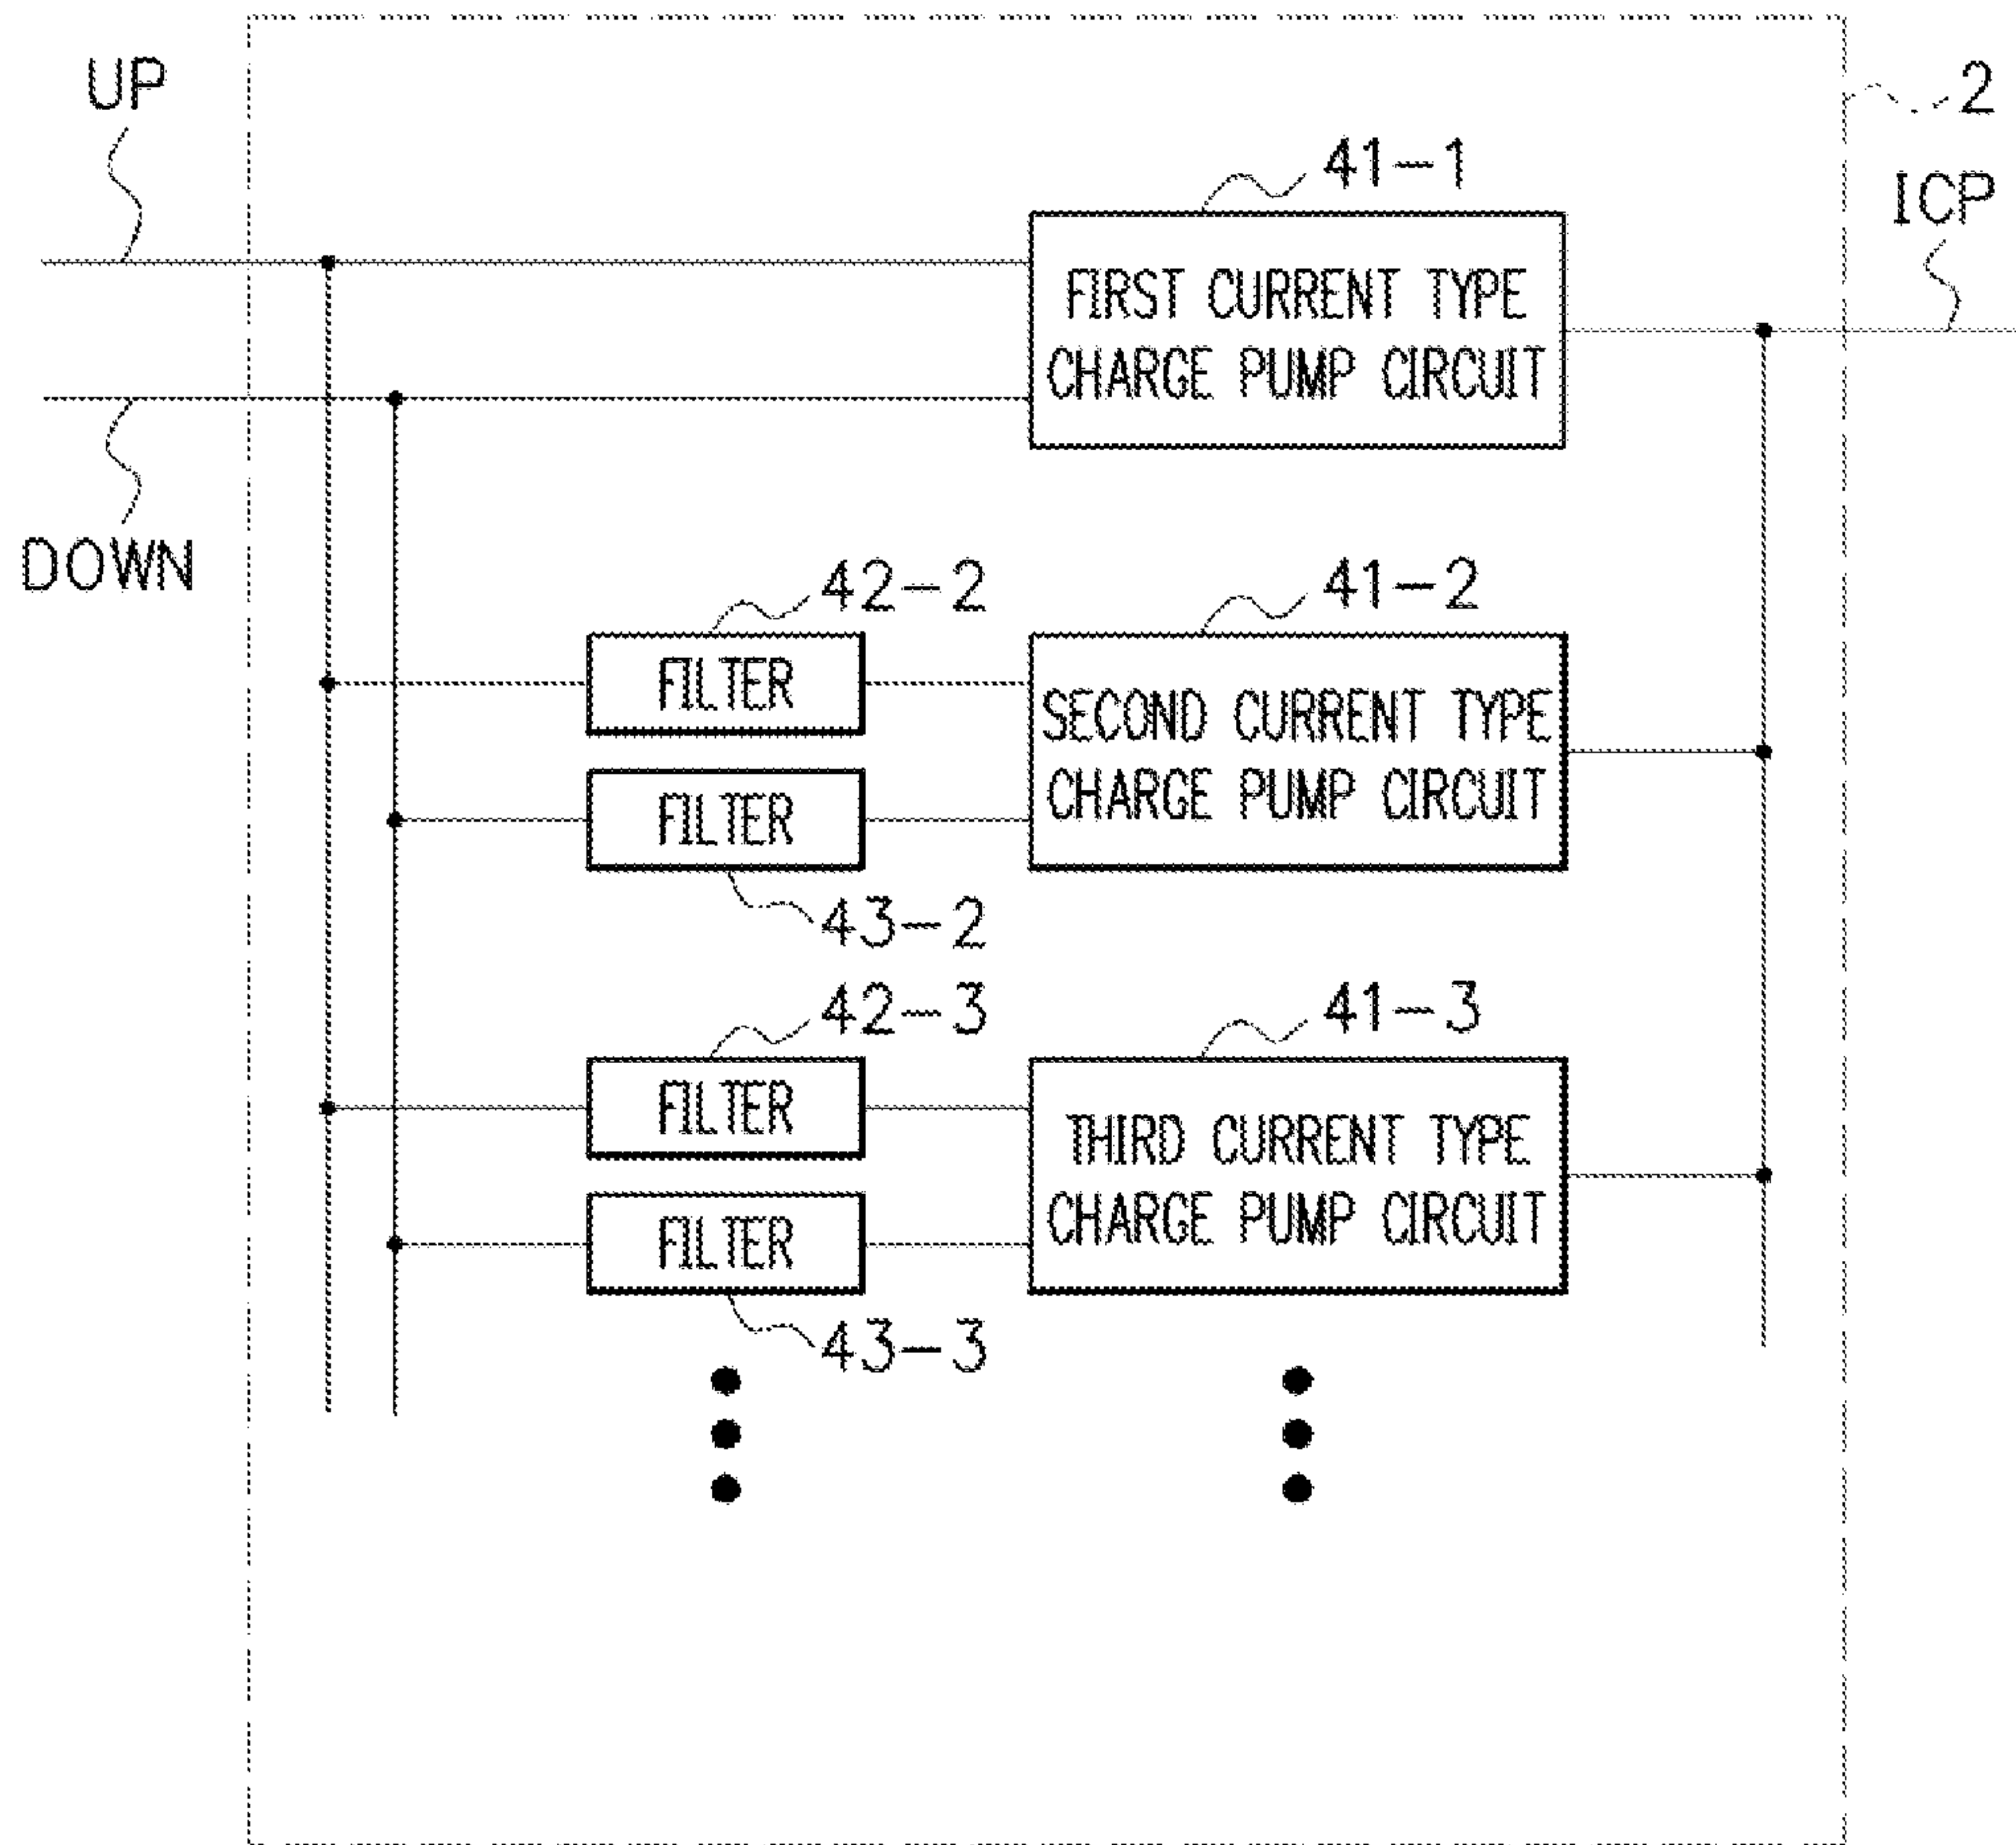 UP
2
41-1
ICP
FIRST CURRENT TYPE
CHARGE PUMP CIRCUIT
DOWN
42-2
41-2
FILTER
SECOND CURRENT TYPE
CHARGE PUMP CIRCUIT
FILTER
43-2
42-3
41-3
FILTER
THIRD CURRENT TYPE
CHARGE PUMP CIRCUIT
FILTER
43-3